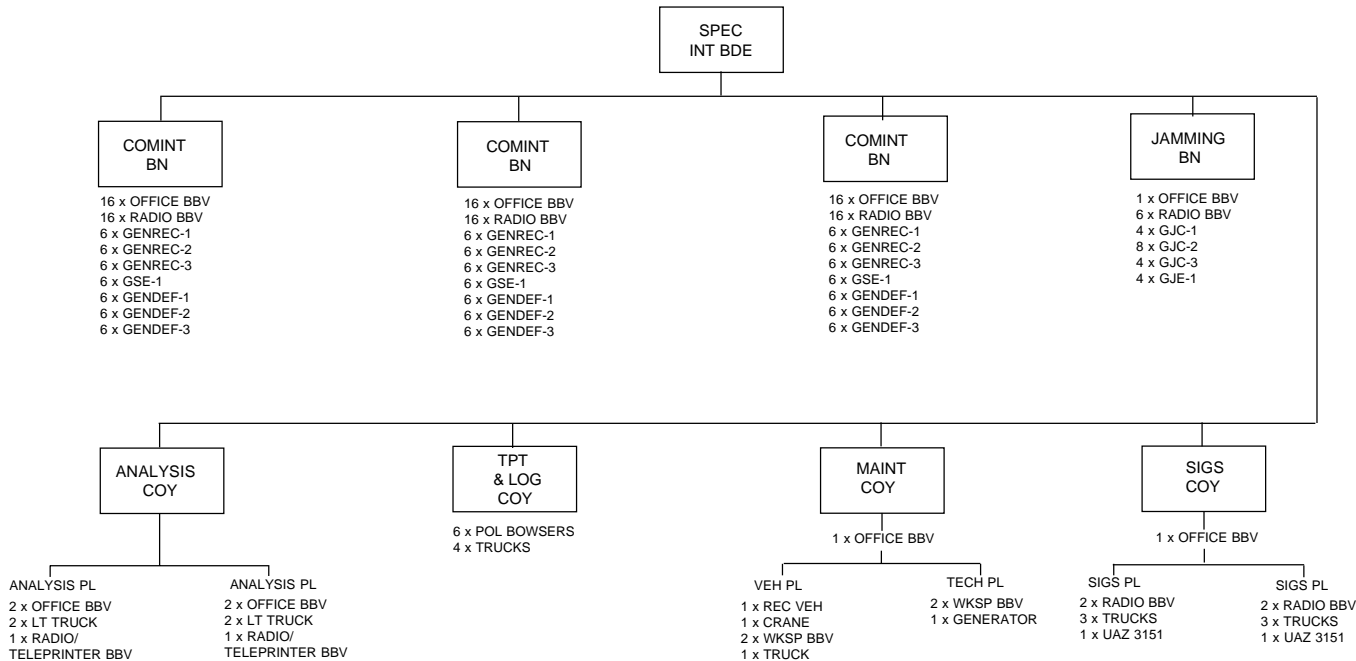 SPEC
INT BDE
COMINT
BN
16 x OFFICE BBV
16 x RADIO BBV
6 x GENREC-1
6 x GENREC-2
6 x GENREC-3
6 x GSE-1
6 x GENDEF-1
6 x GENDEF-2
6 x GENDEF-3
COMINT
BN
16 x OFFICE BBV
16 x RADIO BBV
6 x GENREC-1
6 x GENREC-2
6 x GENREC-3
6 x GSE-1
6 x GENDEF-1
6 x GENDEF-2
6 x GENDEF-3
COMINT
BN
16 x OFFICE BBV
16 x RADIO BBV
6 x GENREC-1
6 x GENREC-2
6 x GENREC-3
6 x GSE-1
6 x GENDEF-1
6 x GENDEF-2
6 x GENDEF-3
JAMMING
BN
1 x OFFICE BBV
6 x RADIO BBV
4 x GJC-1
8 x GJC-2
4 x GJC-3
4 x GJE-1
ANALYSIS
COY
ANALYSIS PL
2 x OFFICE BBV
2 x LT TRUCK
1 x RADIO/
TELEPRINTER BBV
ANALYSIS PL
2 x OFFICE BBV
2 x LT TRUCK
1 x RADIO/
TELEPRINTER BBV
TPT
& LOG
COY
6 x POL BOWSERS
4 x TRUCKS
MAINT
COY
1 x OFFICE BBV
VEH PL
1 x REC VEH
1 x CRANE
2 x WKSP BBV
1 x TRUCK
TECH PL
2 x WKSP BBV
1 x GENERATOR
SIGS
COY
1 x OFFICE BBV
SIGS PL
2 x RADIO BBV
3 x TRUCKS
1 x UAZ 3151
SIGS PL
2 x RADIO BBV
3 x TRUCKS
1 x UAZ 3151